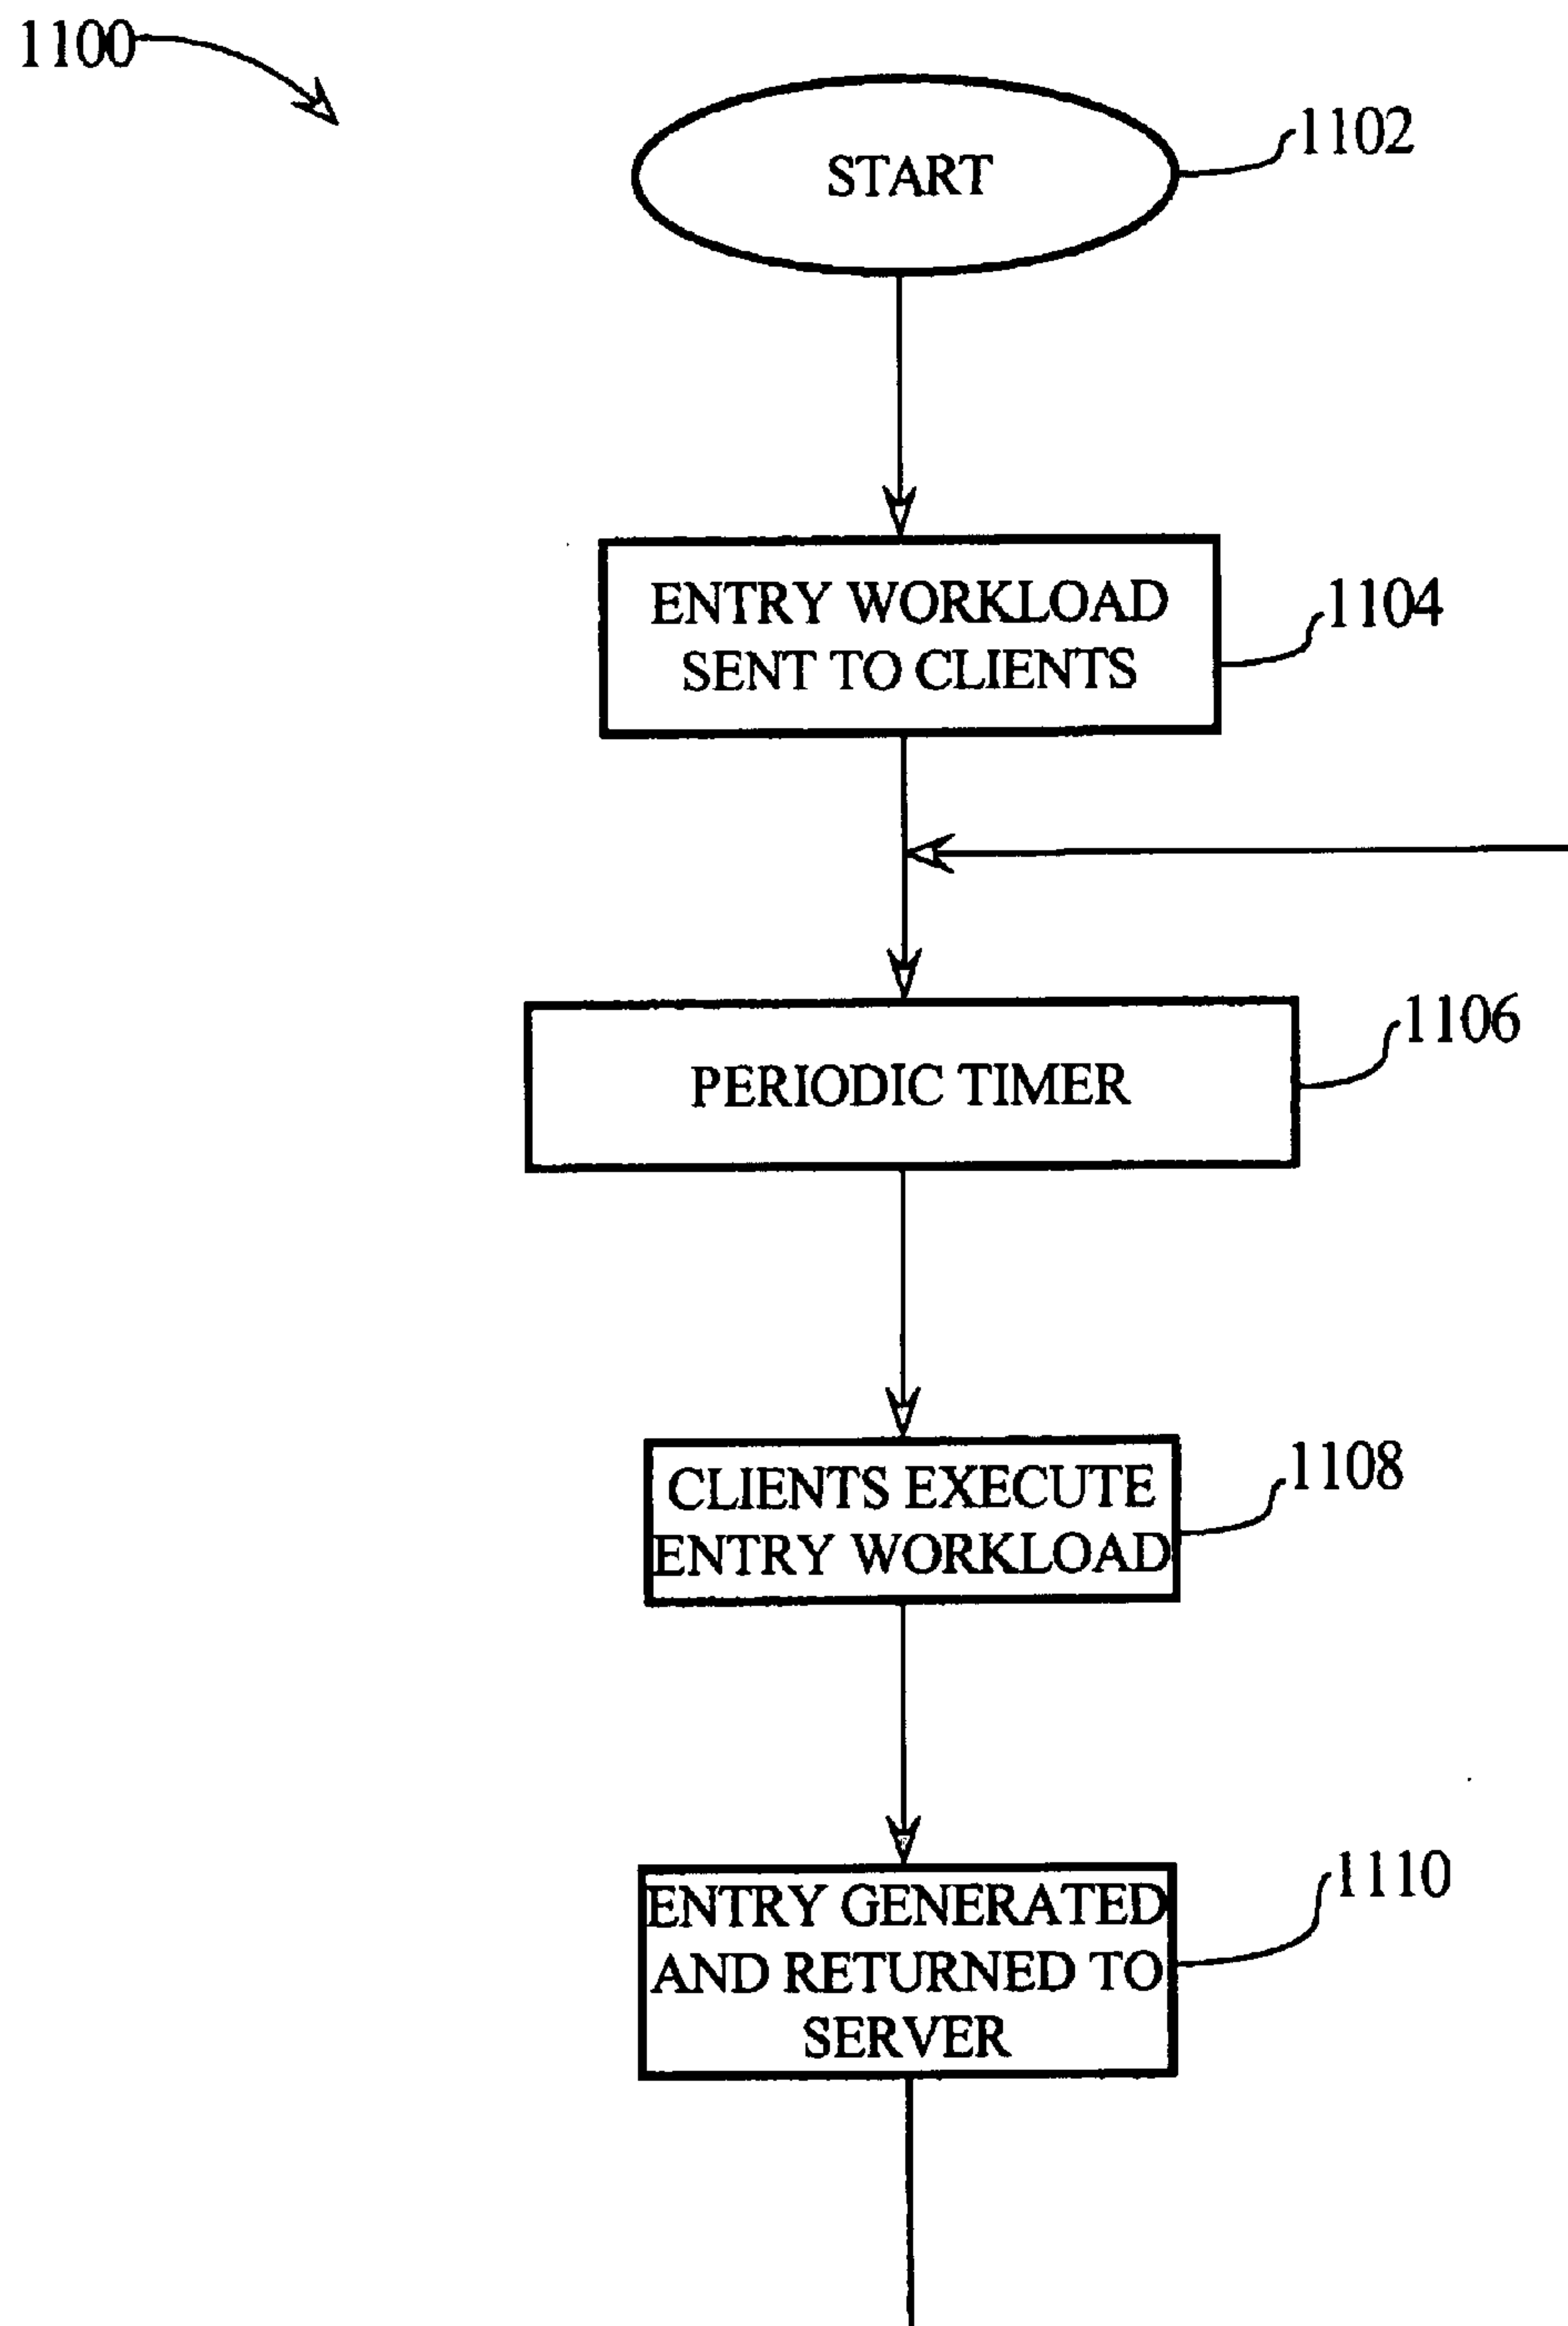 1100
START
1102
ENTRY WORKLOAD
SENT TO CLIENTS
1104
PERIODIC TIMER
1106
CLIENTS EXECUTE
ENTRY WORKLOAD
1108
ENTRY GENERATED
AND RETURNED TO
SERVER
1110